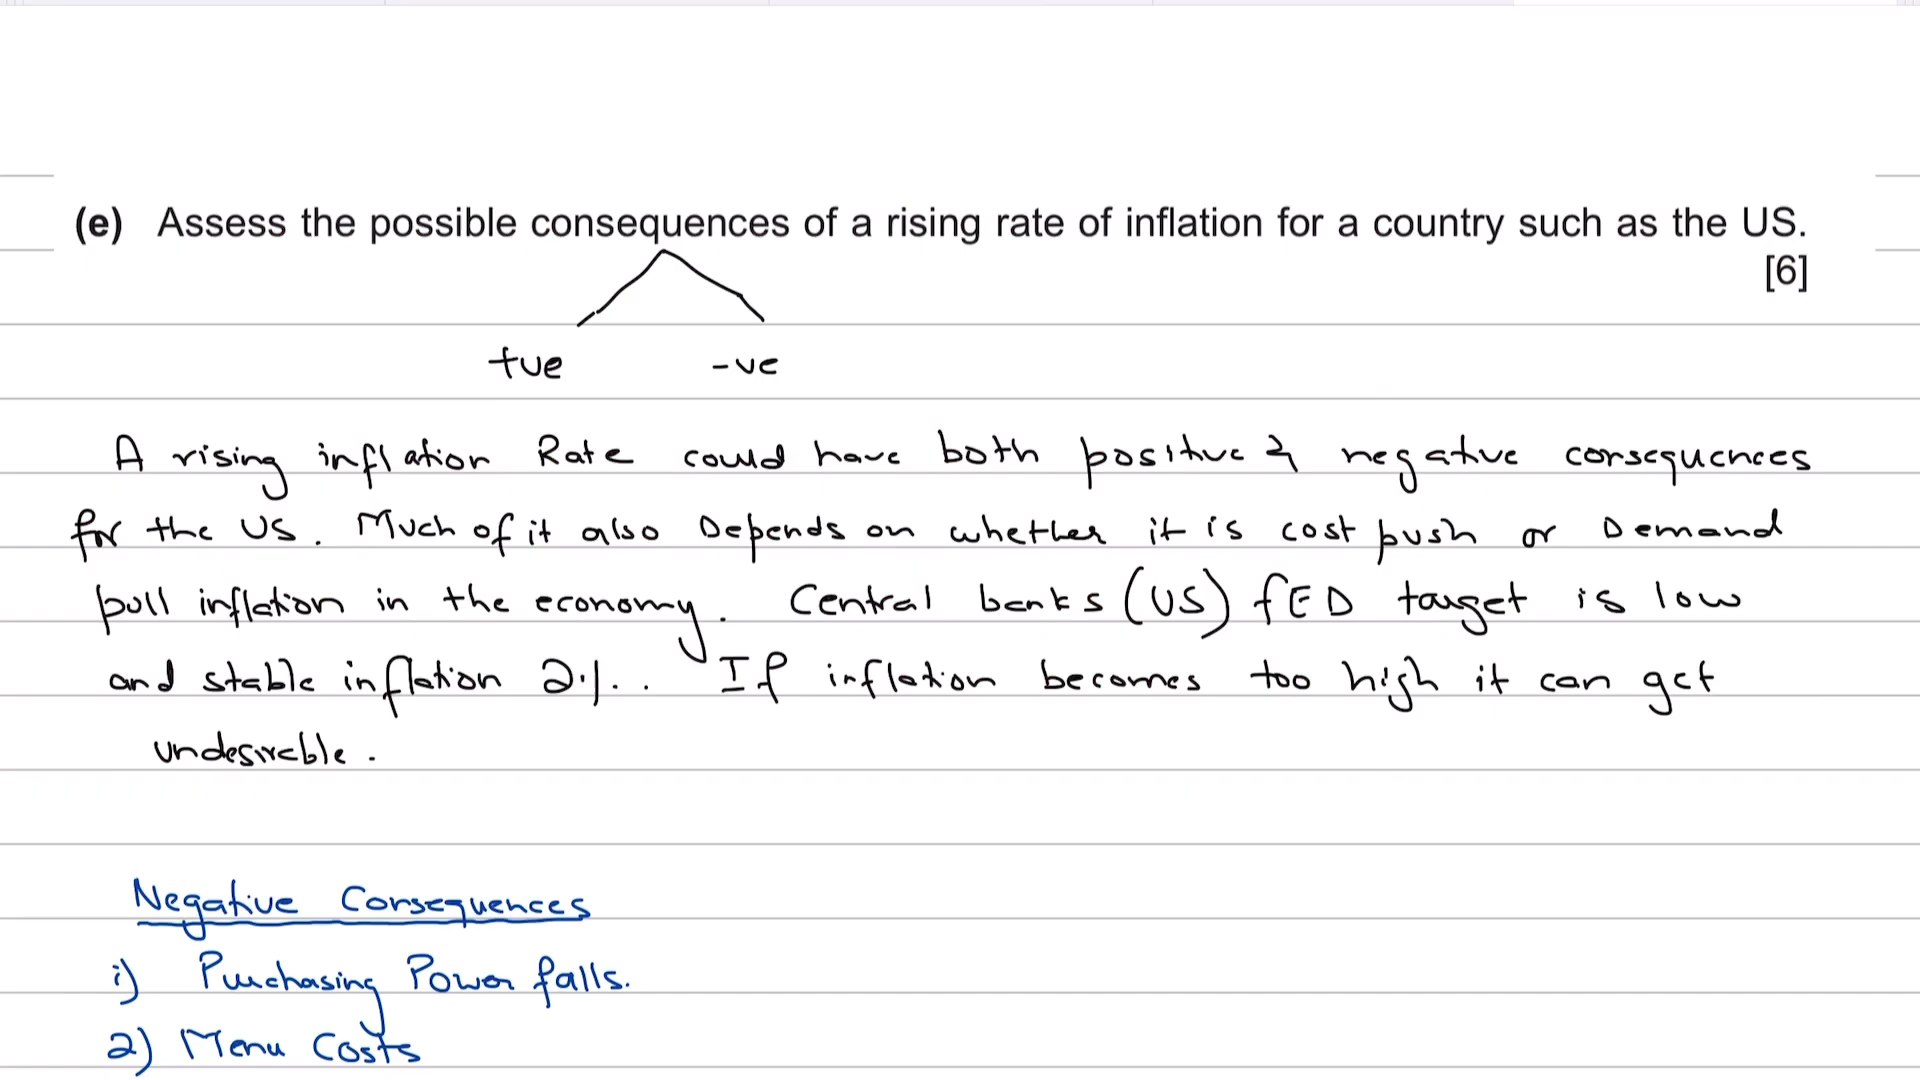 (e) Assess the possible consequences of a rising rate of inflation for a country such as the US.
[6]
+ve -ve
A rising inflation Rate could have both positive & negative consequences
for the US. Much of it also Depends on whether it is cost push or Demand
pull inflation in the economy. Central banks (US) fED target is low
and stable inflation 2%. . If inflation becomes too high it can get
undesirable.
Negative Consequences
i) Purchasing Power falls.
2) Menu Costs